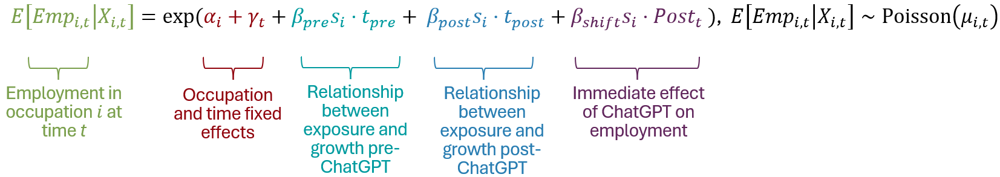 E[Emp_{i,t}|X_{i,t}] = exp(α_i + γ_t + β_{pre}s_i · t_{pre} + β_{post}s_i · t_{post} + β_{shift}s_i · Post_t ), E[Emp_{i,t}|X_{i,t}] ~ Poisson(μ_{i,t})
Employment in
occupation i at
time t
Occupation
and time fixed
effects
Relationship
between
exposure and
growth pre-
ChatGPT
Relationship
between
exposure and
growth post-
ChatGPT
Immediate effect
of ChatGPT on
employment